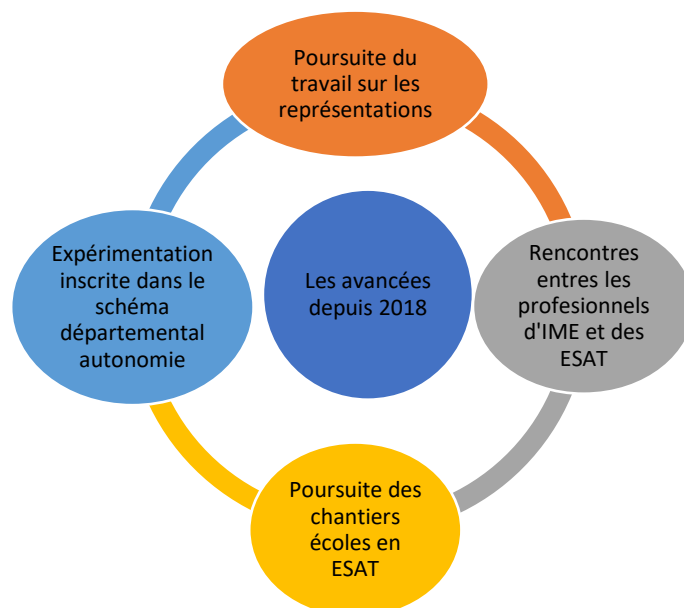 Poursuite du
travail sur les
représentations
Expérimentation
inscrite dans le
schéma
départemental
autonomie
Les avancées
depuis 2018
Rencontres
entres les
profesionnels
d'IME et des
ESAT
Poursuite des
chantiers
écoles en
ESAT